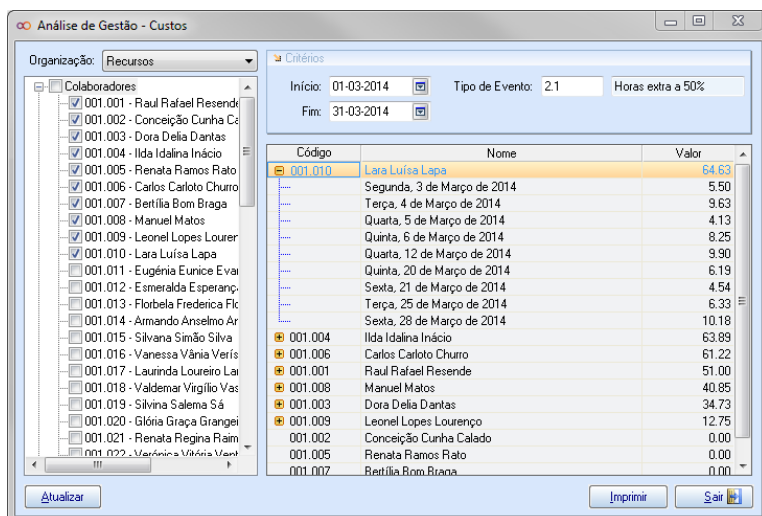 Análise de Gestão - Custos
Organização: Recursos
Colaboradores
001.001 - Raul Rafael Resende
001.002 - Conceição Cunha Ca
001.003 - Dora Delia Dantas
001.004 - Ilda Idalina Inácio
001.005 - Renata Ramos Rato
001.006 - Carlos Carloto Churro
001.007 - Bertília Bom Braga
001.008 - Manuel Matos
001.009 - Leonel Lopes Lourer
001.010 - Lara Luísa Lapa
001.011 - Eugénia Eunice Evar
001.012 - Esmeralda Esperança
001.013 - Florbela Frederica Flo
001.014 - Armando Anselmo Ar
001.015 - Silvana Simão Silva
001.016 - Vanessa Vânia Verís
001.017 - Laurinda Loureiro Lar
001.018 - Valdemar Virgílio Vas
001.019 - Silvina Salema Sá
001.020 - Glória Graça Grangei
001.021 - Renata Regina Raim
001.022 - Verónica Vitória Vent
Critérios
Início: 01-03-2014 Tipo de Evento: 2.1 Horas extra a 50%
Fim: 31-03-2014
Código Nome Valor
001.010 Lara Luísa Lapa 64.63
Segunda, 3 de Março de 2014 5.50
Terça, 4 de Março de 2014 9.63
Quarta, 5 de Março de 2014 4.13
Quinta, 6 de Março de 2014 8.25
Quarta, 12 de Março de 2014 9.90
Quinta, 20 de Março de 2014 6.19
Sexta, 21 de Março de 2014 4.54
Terça, 25 de Março de 2014 6.33
Sexta, 28 de Março de 2014 10.18
001.004 Ilda Idalina Inácio 63.89
001.006 Carlos Carloto Churro 61.22
001.001 Raul Rafael Resende 51.00
001.008 Manuel Matos 40.85
001.003 Dora Delia Dantas 34.73
001.009 Leonel Lopes Lourenço 12.75
001.002 Conceição Cunha Calado 0.00
001.005 Renata Ramos Rato 0.00
001.007 Bertília Bom Braga 0.00
Atualizar
Imprimir
Sair